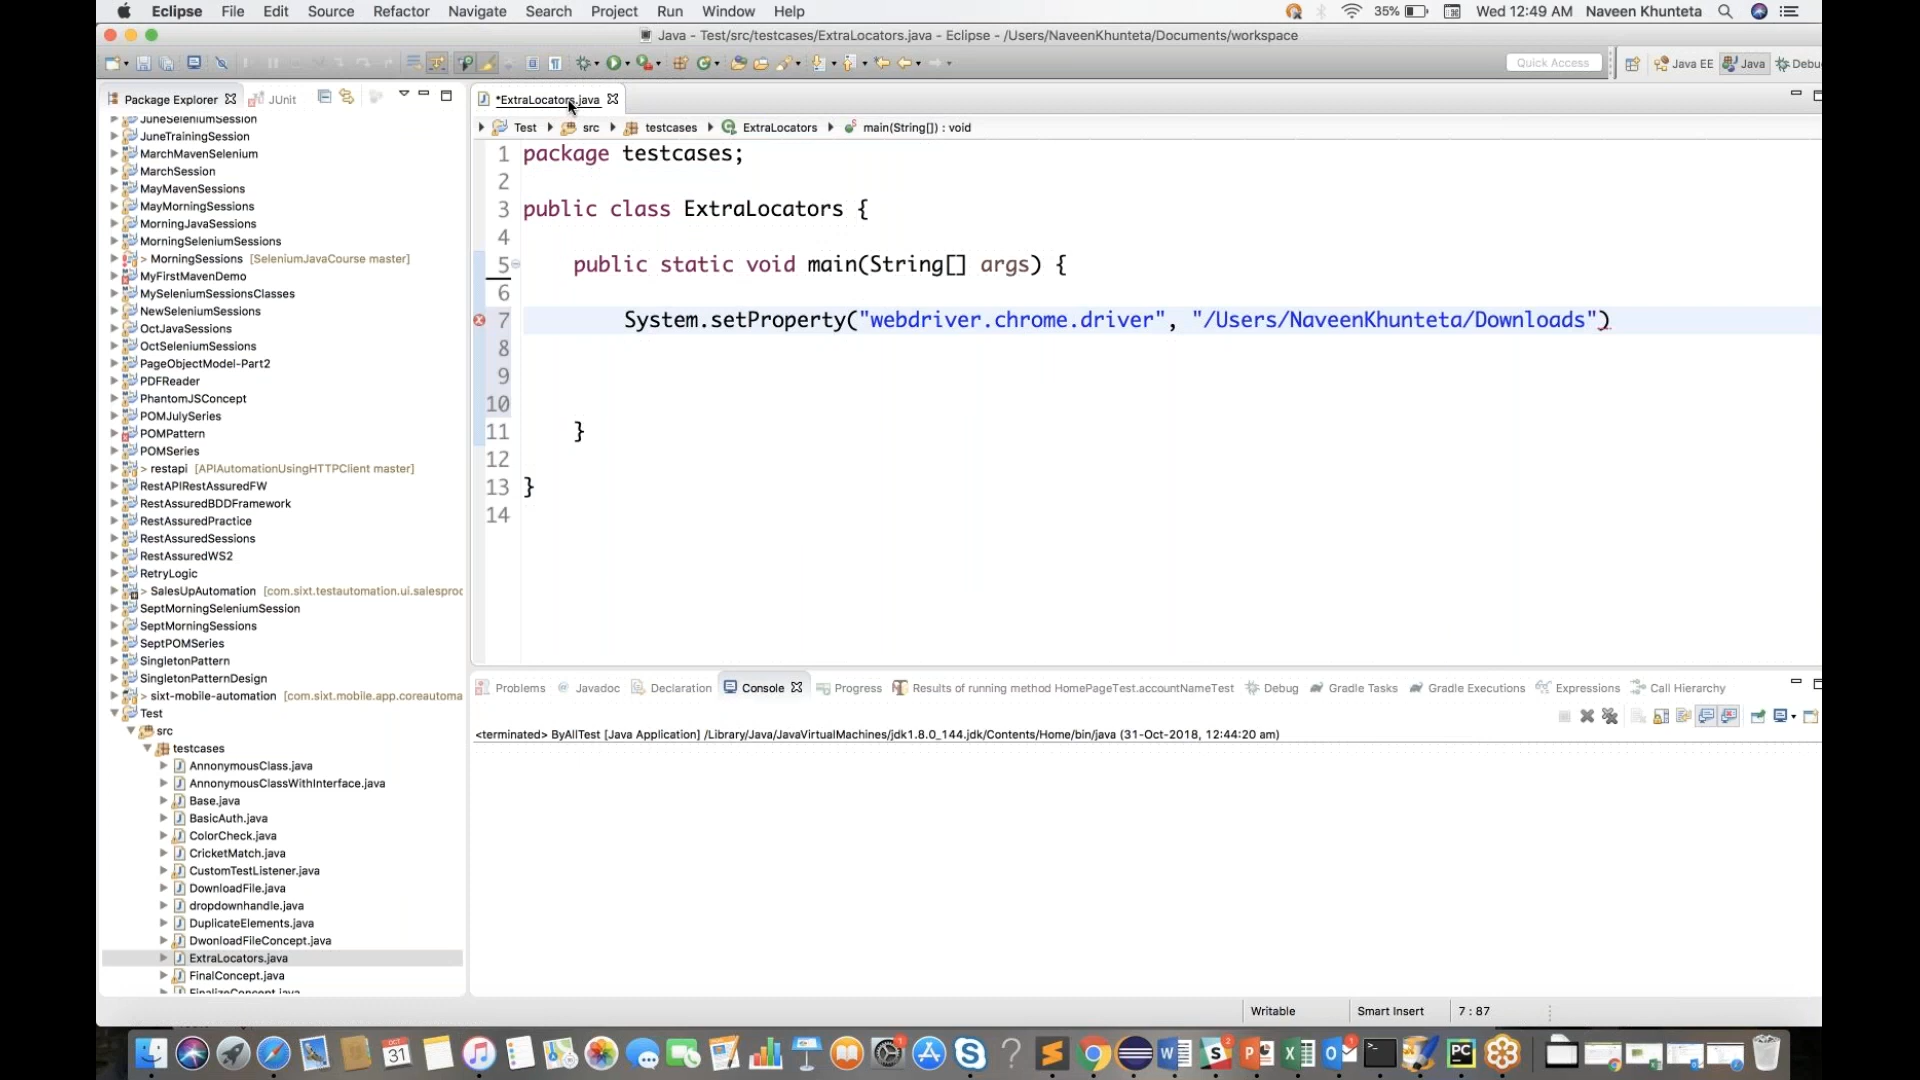 Eclipse File Edit Source Refactor Navigate Search Project Run Window Help 35% Wed 12:49 AM Naveen Khunteta
Java - Test/src/testcases/ExtraLocators.java - Eclipse - /Users/NaveenKhunteta/Documents/workspace
Quick Access Java EE Java Debu
Package Explorer JUnit
JuneSeleniumSession
JuneTrainingSession
MarchMavenSelenium
MarchSession
MayMavenSessions
MayMorningSessions
MorningJavaSessions
MorningSeleniumSessions
> MorningSessions [SeleniumJavaCourse master]
MyFirstMavenDemo
MySeleniumSessionsClasses
NewSeleniumSessions
OctJavaSessions
OctSeleniumSessions
PageObjectModel-Part2
PDFReader
PhantomJSConcept
POMJulySeries
POMPattern
POMSeries
> restapi [APIAutomationUsingHTTPClient master]
RestAPIRestAssuredFW
RestAssuredBDDFramework
RestAssuredPractice
RestAssuredSessions
RestAssuredWS2
RetryLogic
> SalesUpAutomation [com.sixt.testautomation.ui.salesproc
SeptMorningSeleniumSession
SeptMorningSessions
SeptPOMSeries
SingletonPattern
SingletonPatternDesign
> sixt-mobile-automation [com.sixt.mobile.app.coreautoma
Test
src
testcases
AnnonymousClass.java
AnnonymousClassWithInterface.java
Base.java
BasicAuth.java
ColorCheck.java
CricketMatch.java
CustomTestListener.java
DownloadFile.java
dropdownhandle.java
DuplicateElements.java
DwonloadFileConcept.java
ExtraLocators.java
FinalConcept.java
FinalizeConcept.java
*ExtraLocators.java
Test src testcases ExtraLocators main(String[]) : void
1 package testcases;
2
3 public class ExtraLocators {
4
5 public static void main(String[] args) {
6
7 System.setProperty("webdriver.chrome.driver", "/Users/NaveenKhunteta/Downloads")
8
9
10
11 }
12
13 }
14
Problems Javadoc Declaration Console Progress Results of running method HomePageTest.accountNameTest Debug Gradle Tasks Gradle Executions Expressions Call Hierarchy
<terminated> ByAllTest [Java Application] /Library/Java/JavaVirtualMachines/jdk1.8.0_144.jdk/Contents/Home/bin/java (31-Oct-2018, 12:44:20 am)
Writable Smart Insert 7 : 87